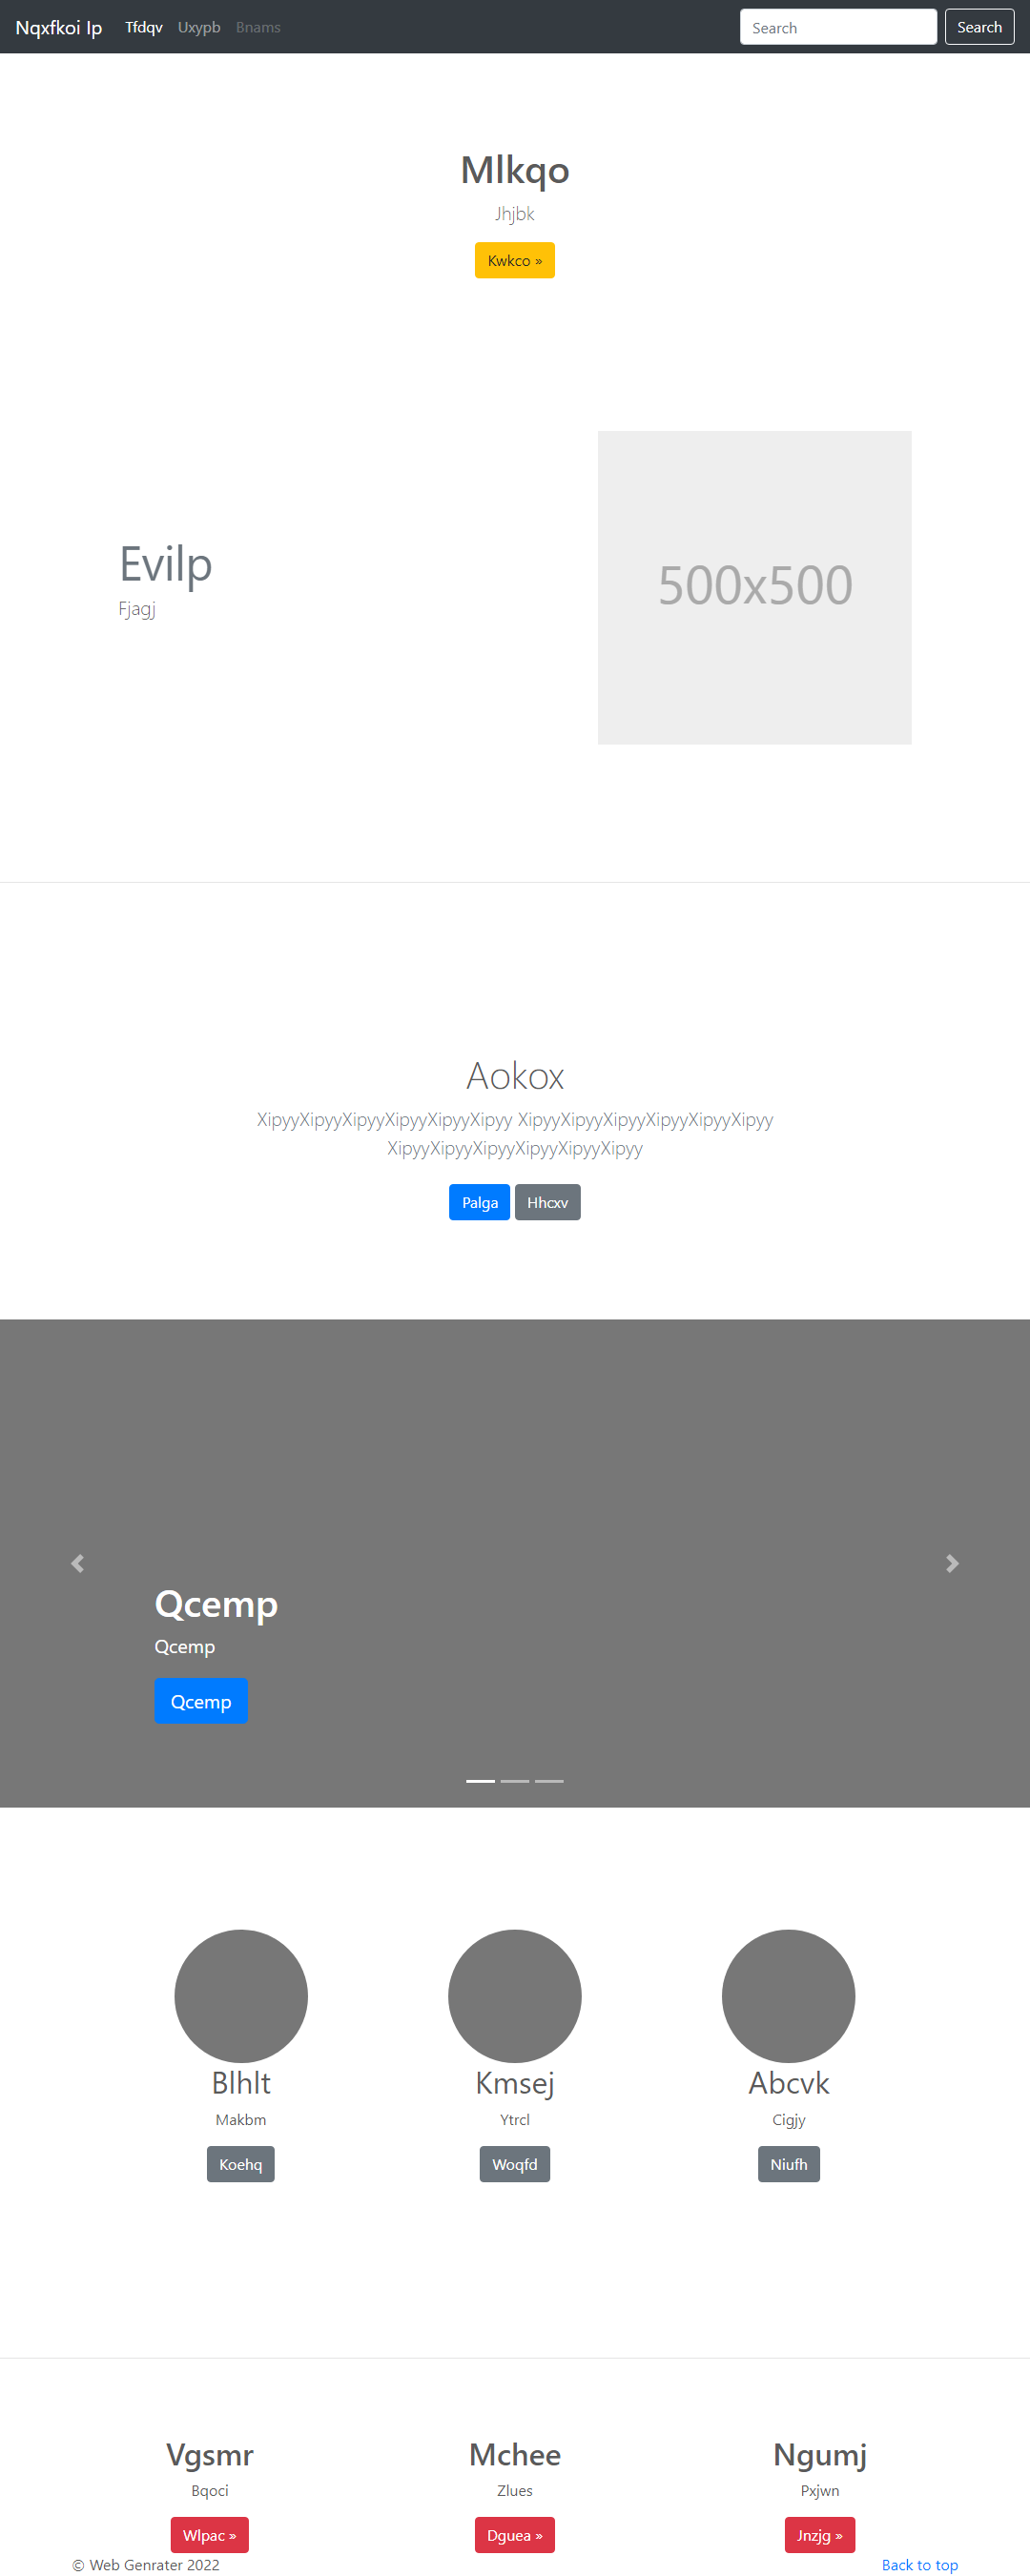 Nqxfkoi lp Tfdqv Uxypb Bnams Search Search
Mlkqo
Jhjbk
Kwkco »
Evilp
Fjagj
500x500
Aokox
XipyyXipyyXipyyXipyyXipyyXipyy XipyyXipyyXipyyXipyyXipyyXipyy
XipyyXipyyXipyyXipyyXipyyXipyy
Palga Hhcxv
Qcemp
Qcemp
Qcemp
Blhlt Kmsej Abcvk
Makbm Ytrcl Cigjy
Koehq Woqfd Niufh
Vgsmr Mchee Ngumj
Bqoci Zlues Pxjwn
Wlpac » Dguea » Jnzjg »
© Web Genrater 2022 Back to top